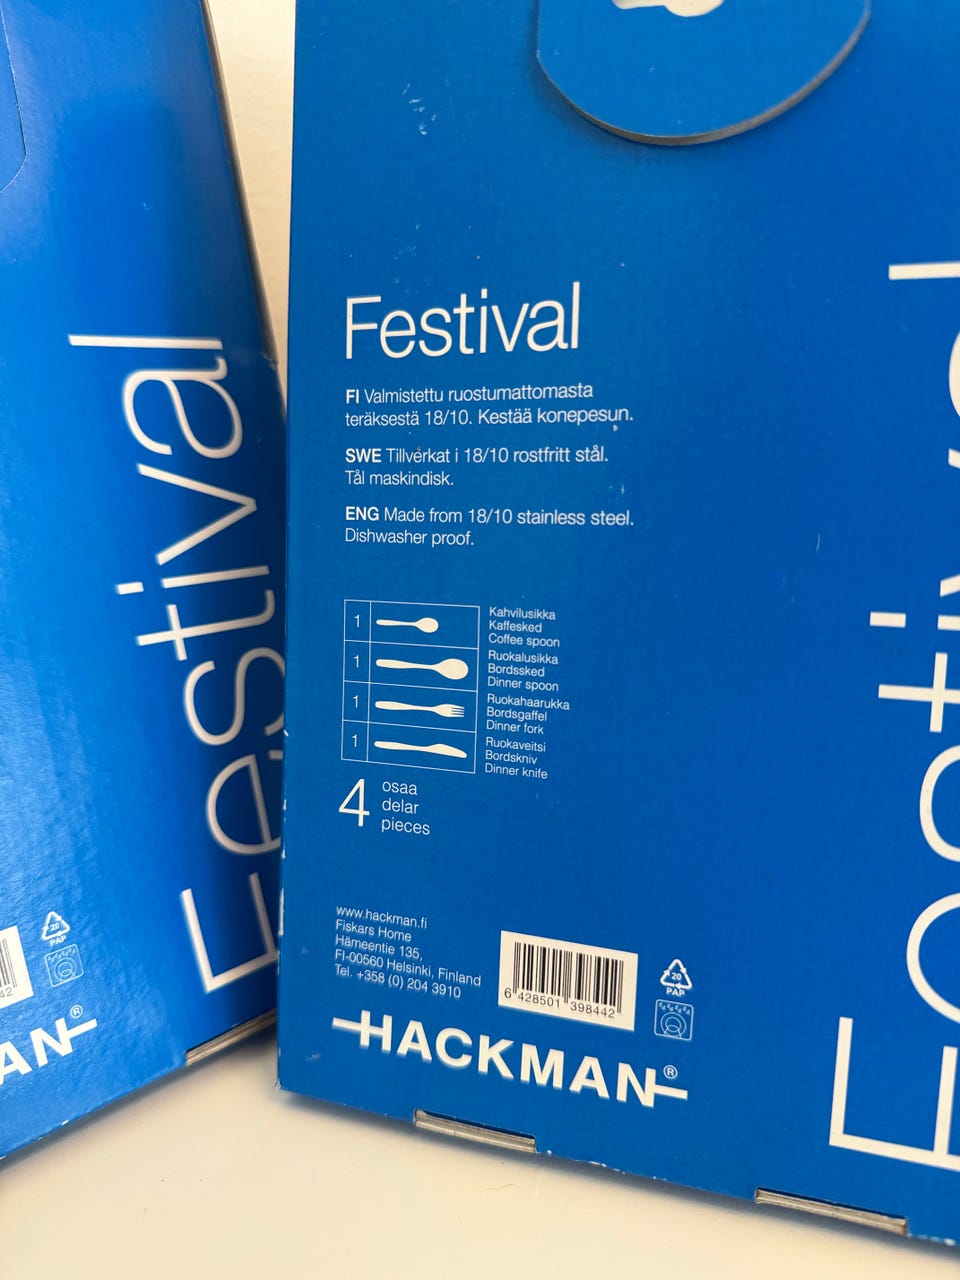 Festival
20
PAP
42
AN®
Festival
FI Valmistettu ruostumattomasta
teräksestä 18/10. Kestää konepesun.
SWE Tillverkat i 18/10 rostfritt stål.
Tål maskindisk.
ENG Made from 18/10 stainless steel.
Dishwasher proof.
1
Kahvilusikka
Kaffesked
Coffee spoon
1
Ruokalusikka
Bordssked
Dinner spoon
1
Ruokahaarukka
Bordsgaffel
Dinner fork
1
Ruokaveitsi
Bordskniv
Dinner knife
4
osaa
delar
pieces
www.hackman.fi
Fiskars Home
Hämeentie 135,
FI-00560 Helsinki, Finland
Tel. +358 (0) 204 3910
6 428501 398442
20
PAP
HACKMAN®
Festival